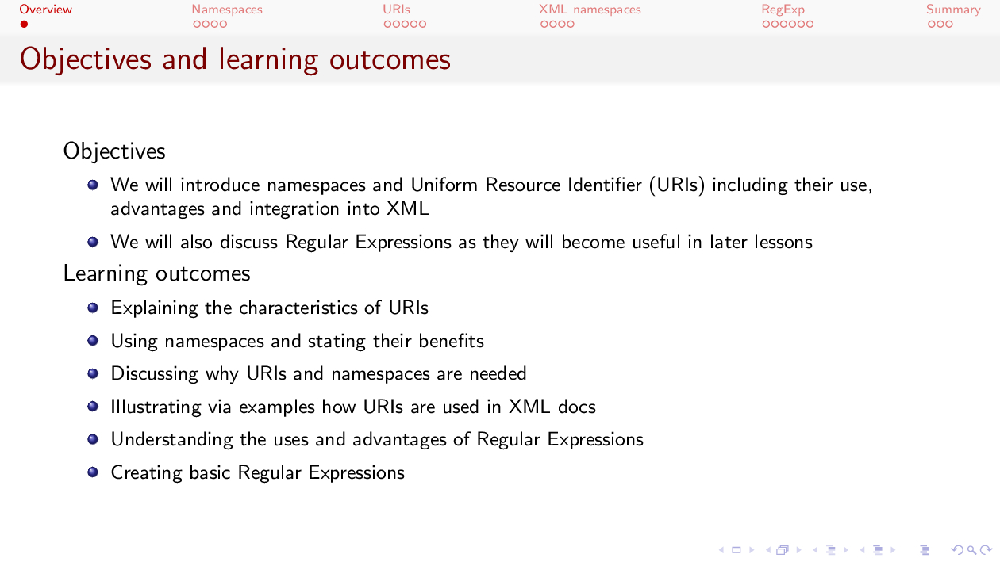 Overview
Namespaces
URIs
XML namespaces
RegExp
Summary
Objectives and learning outcomes
Objectives
We will introduce namespaces and Uniform Resource Identifier (URIs) including their use,
advantages and integration into XML
We will also discuss Regular Expressions as they will become useful in later lessons
Learning outcomes
Explaining the characteristics of URIs
Using namespaces and stating their benefits
Discussing why URIs and namespaces are needed
Illustrating via examples how URIs are used in XML docs
Understanding the uses and advantages of Regular Expressions
Creating basic Regular Expressions